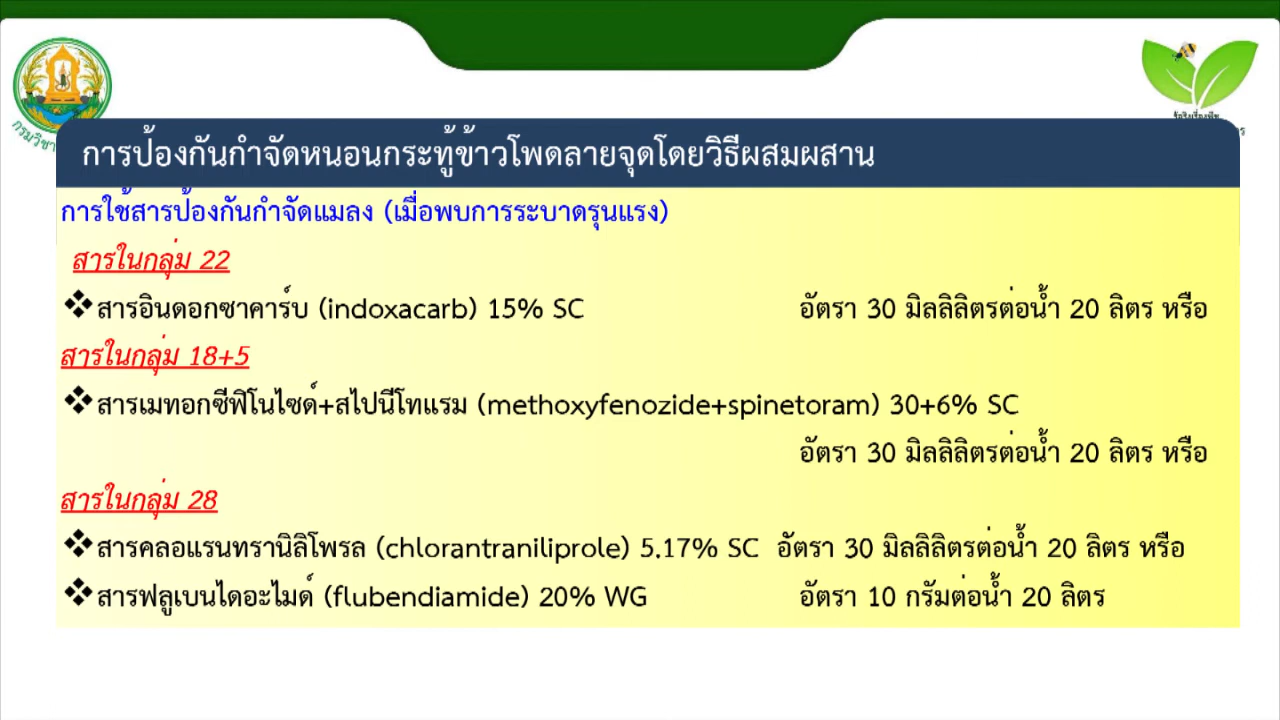 การป้องกันกำจัดหนอนกระทู้ข้าวโพดลายจุดโดยวิธีผสมผสาน
การใช้สารป้องกันกำจัดแมลง (เมื่อพบการระบาดรุนแรง)
สารในกลุ่ม 22
❖สารอินดอกซาคาร์บ (indoxacarb) 15% SC อัตรา 30 มิลลิลิตรต่อน้ำ 20 ลิตร หรือ
สารในกลุ่ม 18+5
❖สารเมทอกซีฟิโนไซด์+สไปนีโทแรม (methoxyfenozide+spinetoram) 30+6% SC
อัตรา 30 มิลลิลิตรต่อน้ำ 20 ลิตร หรือ
สารในกลุ่ม 28
❖สารคลอแรนทรานิลิโพรล (chlorantraniliprole) 5.17% SC อัตรา 30 มิลลิลิตรต่อน้ำ 20 ลิตร หรือ
❖สารฟลูเบนไดอะไมด์ (flubendiamide) 20% WG อัตรา 10 กรัมต่อน้ำ 20 ลิตร